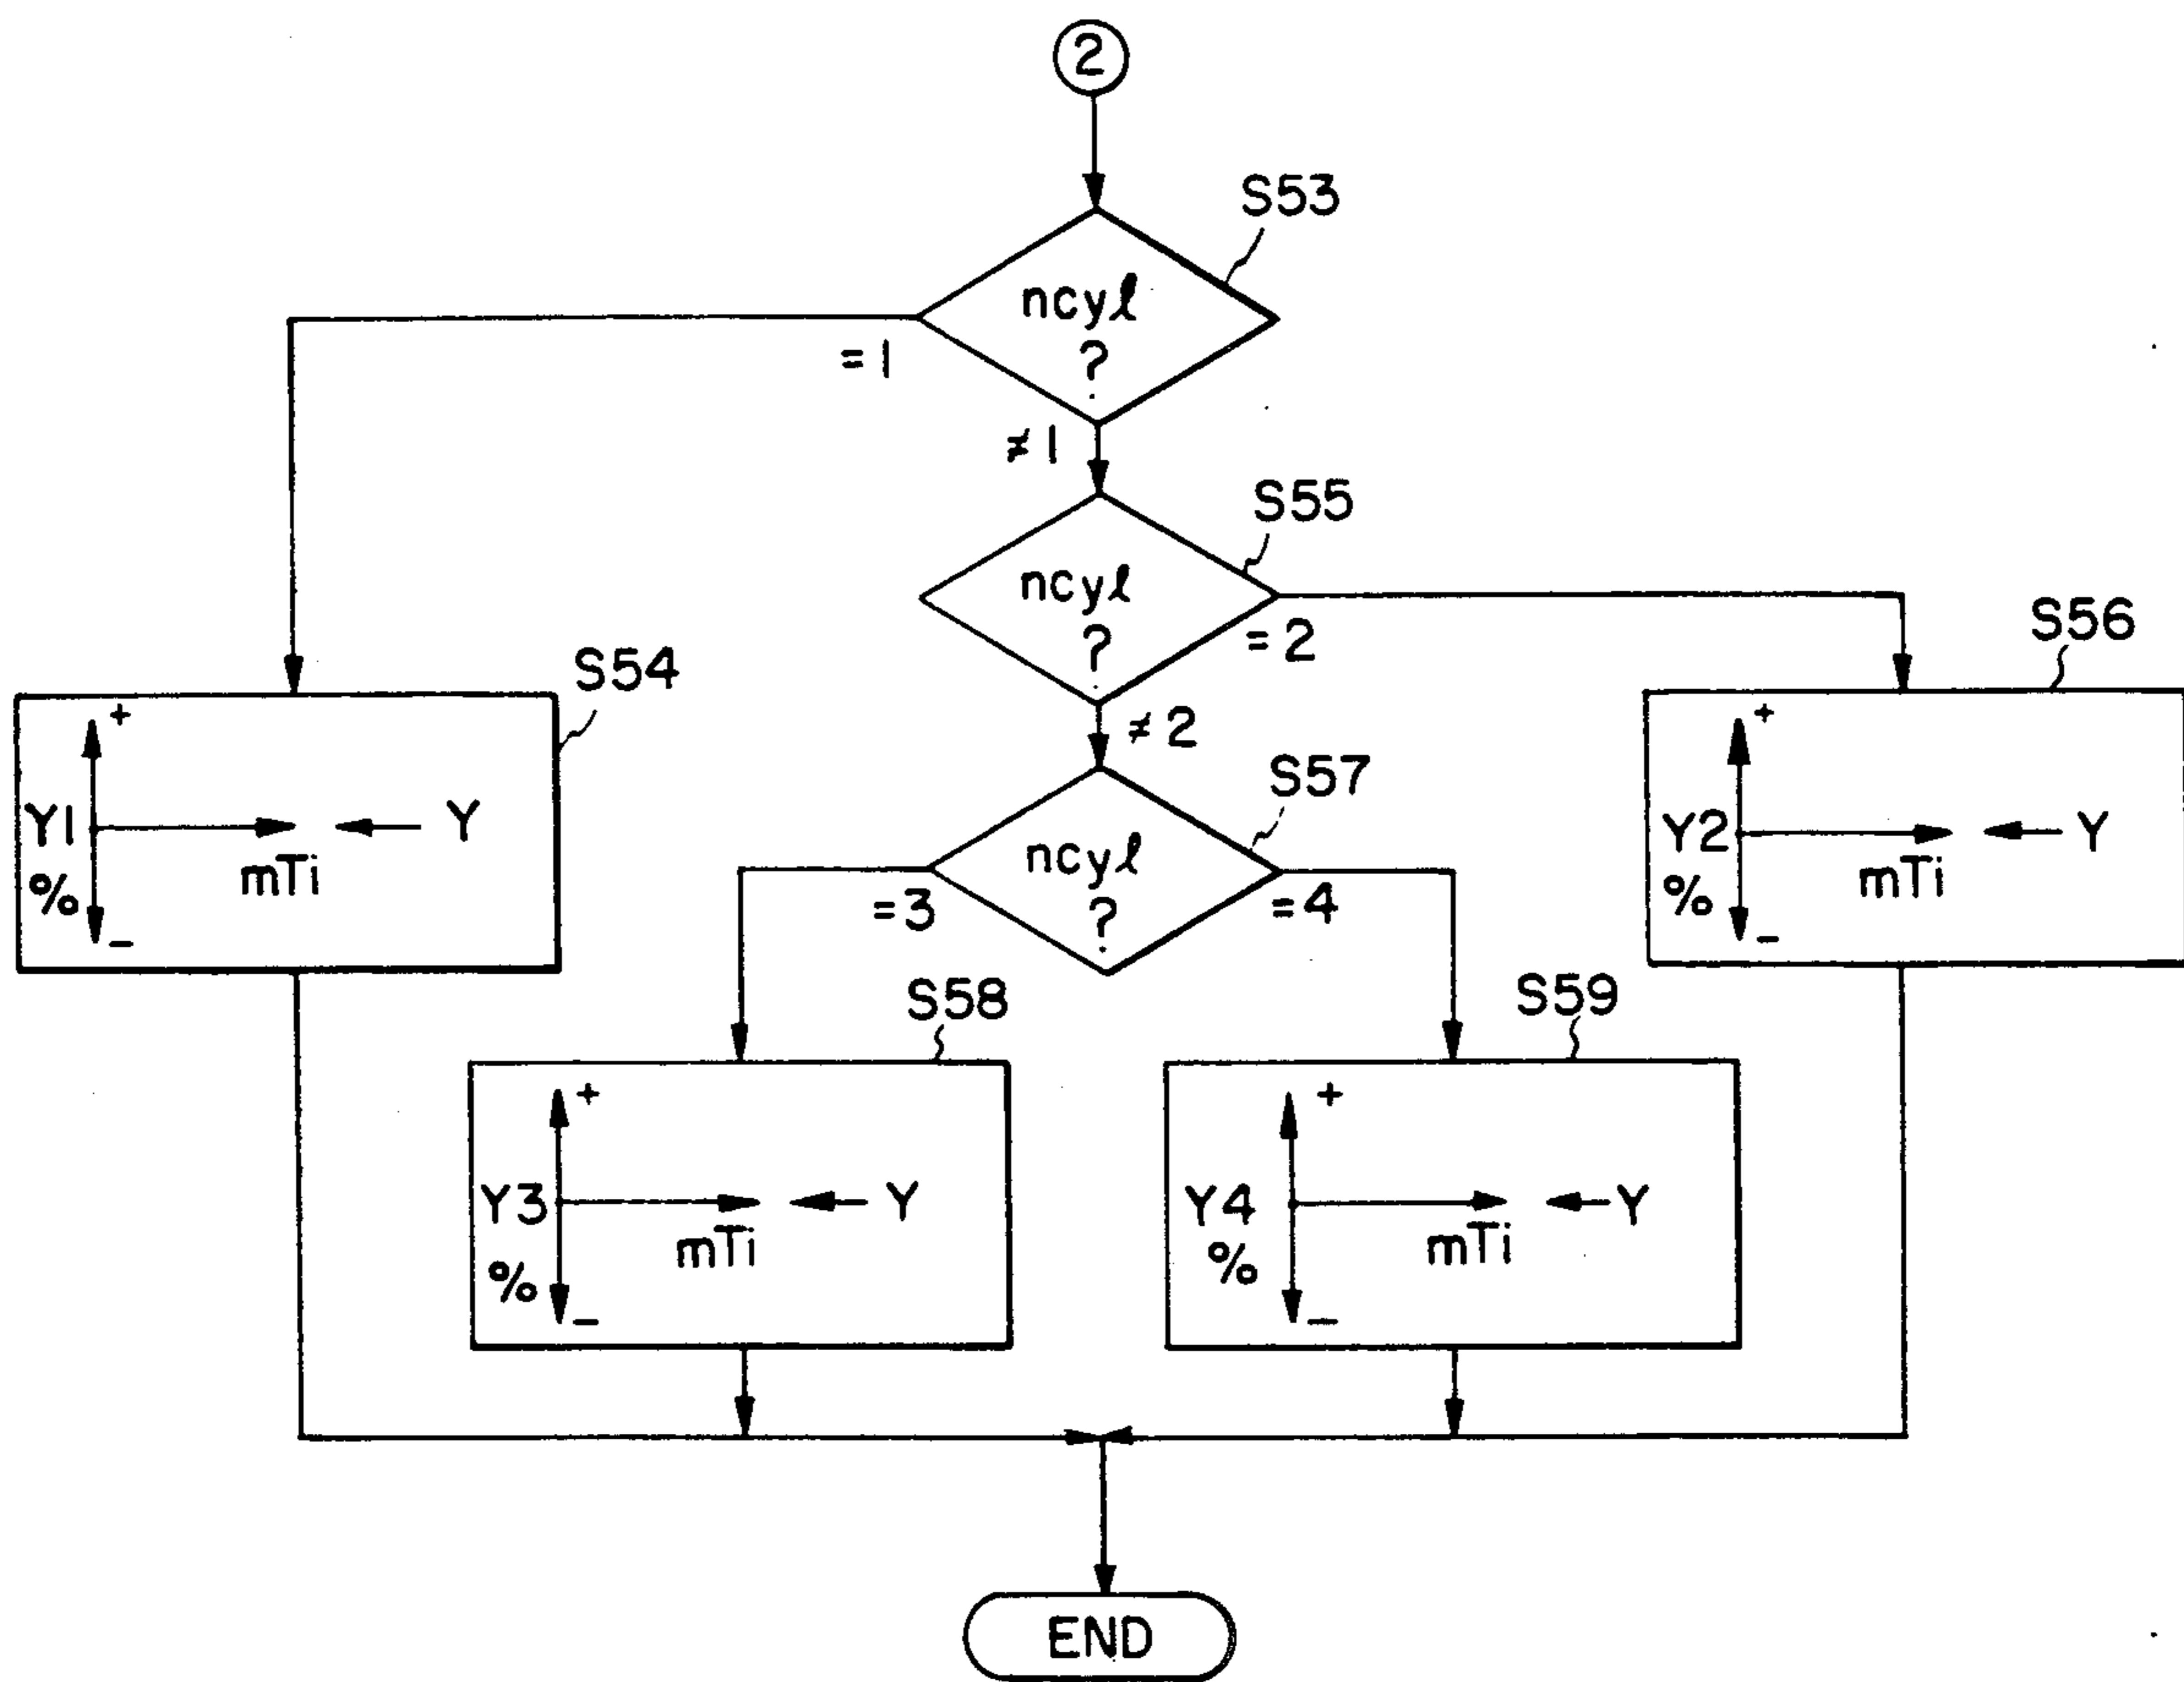 2
S53
ncyl
?
=1
≠1
S55
ncyl
?
=2
≠2
S54
+
Y1
%
mTi
Y
−
S56
+
Y2
%
mTi
Y
−
S57
ncyl
?
=3
=4
S58
+
Y3
%
mTi
Y
−
S59
+
Y4
%
mTi
Y
−
END